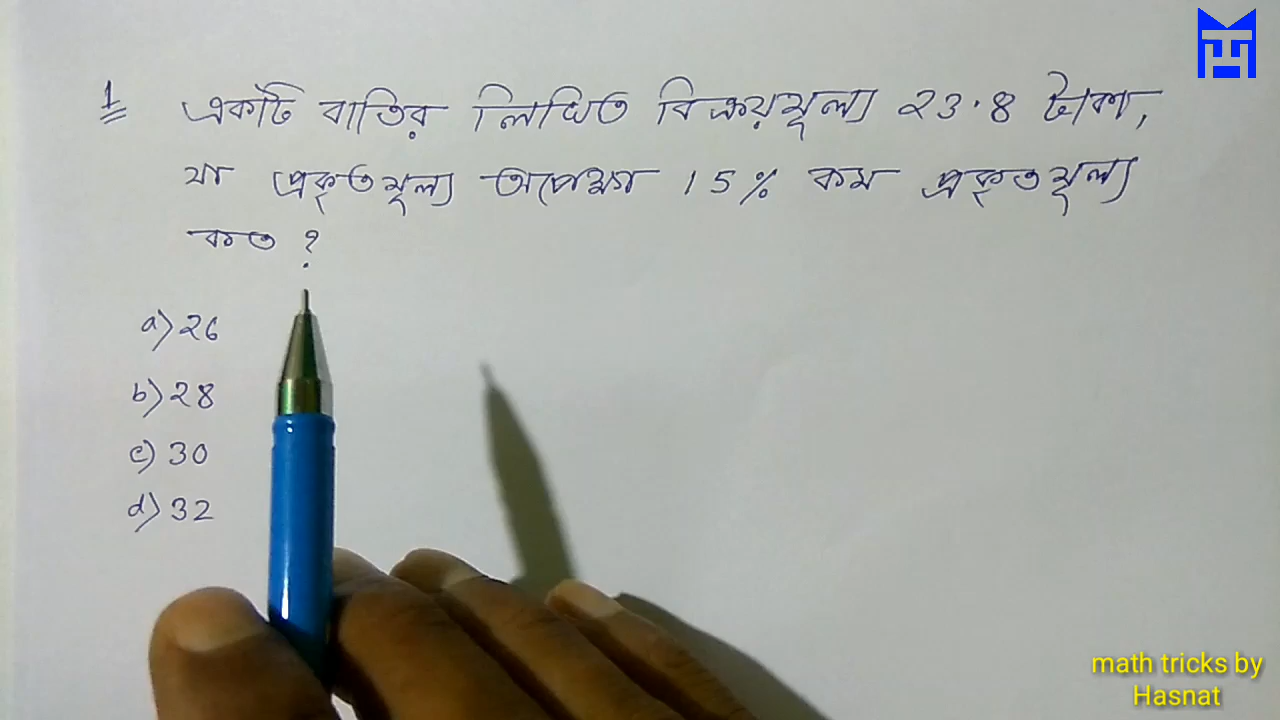 1 একটি বাতির লিখিত বিক্রয়মূল্য 23.8 টাকা,
যা প্রকৃতমূল্য অপেক্ষা 15% কম প্রকৃতমূল্য
কত ?
a) 26
b) 28
c) 30
d) 32
math tricks by
Hasnat